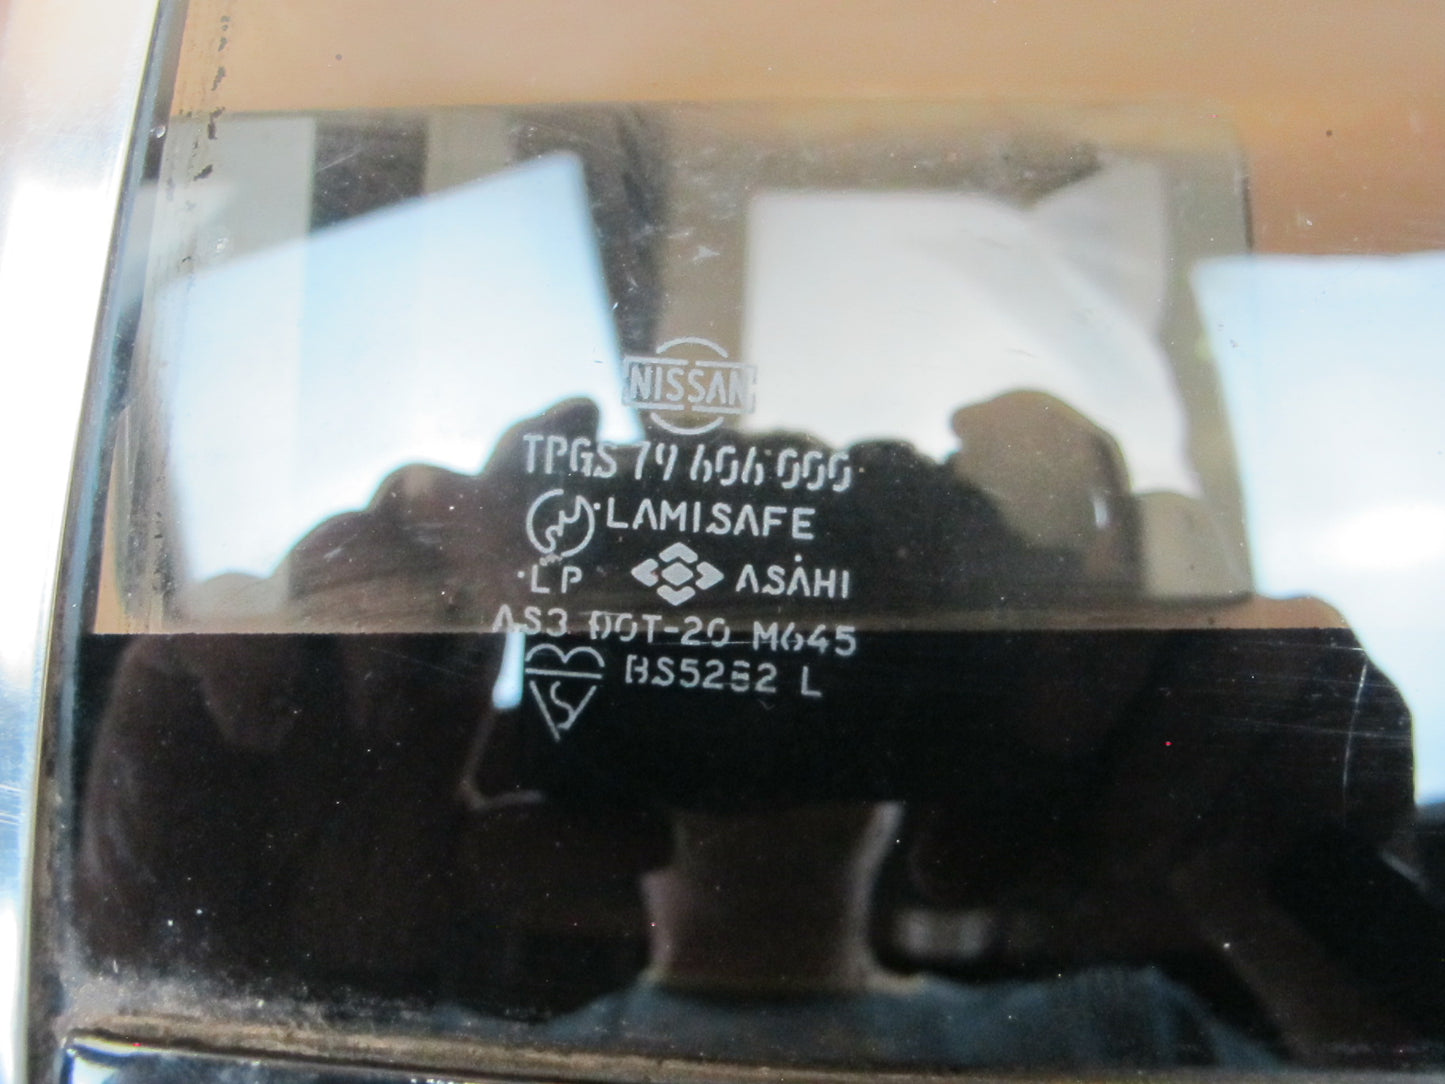 NISSAN
TPGS 79 606 000
LAMISAFE
LP ASAHI
AS3 DOT-20 M645
BS5282 L